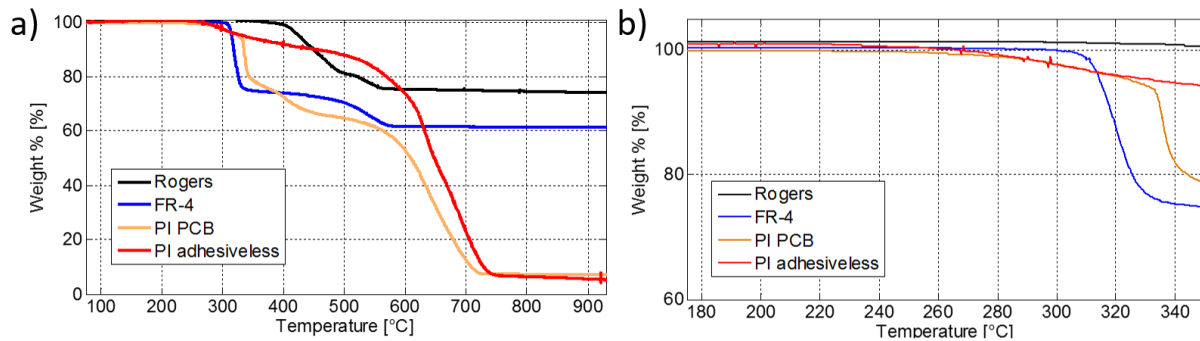 a)
Weight % [%]
100
80
60
40
20
0
Rogers
FR-4
PI PCB
PI adhesiveless
100 200 300 400 500 600 700 800 900
Temperature [°C]
b)
Weight % [%]
100
80
60
Rogers
FR-4
PI PCB
PI adhesiveless
180 200 220 240 260 280 300 320 340
Temperature [°C]